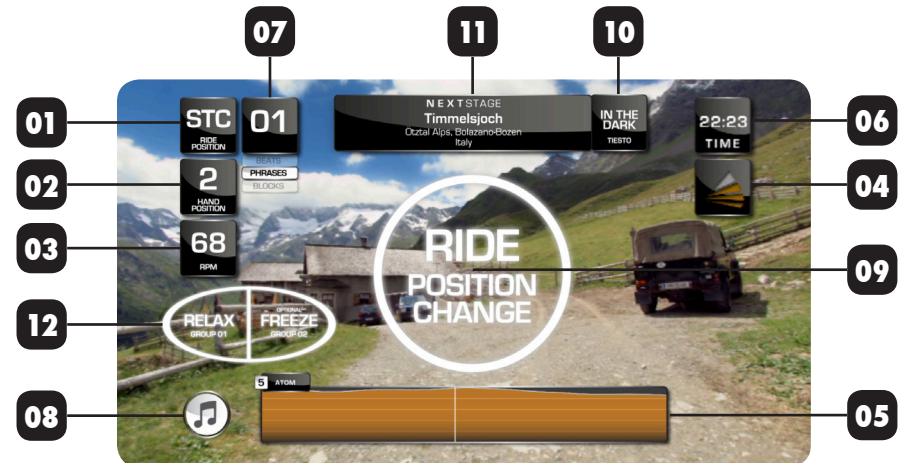 07
11
10
01
STC
RIDE
POSITION
01
BEATS
PHRASES
BLOCKS
NEXTSTAGE
Timmelsjoch
Otztal Alps, Bolazano-Bozen
Italy
IN THE
DARK
TIESTO
22:23
TIME
06
02
2
HAND
POSITION
04
03
68
RPM
RIDE
POSITION
CHANGE
09
12
RELAX
GROUP 01
OPTIONAL
FREEZE
GROUP 02
08
5 ATOM
05